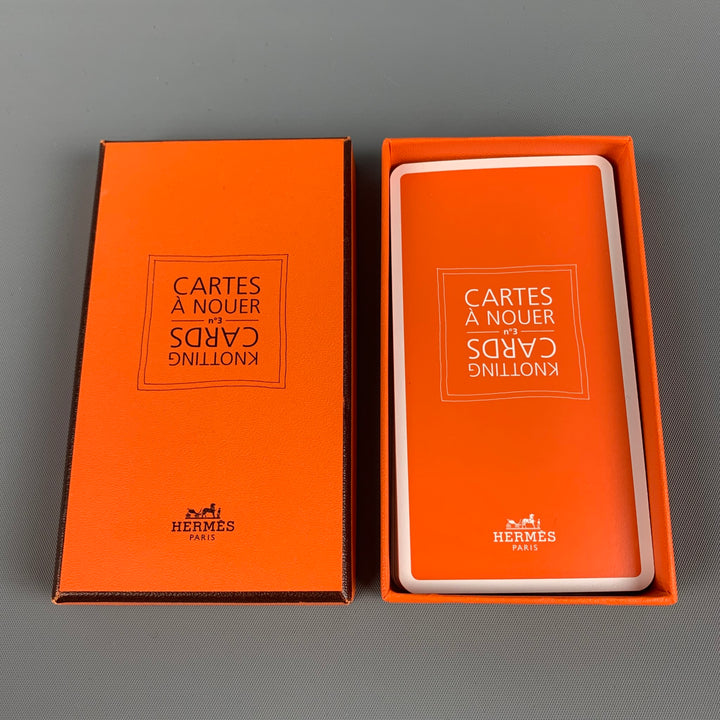 CARTES
À NOUER
n°3
KNOTTING
CARDS
HERMÈS
PARIS
CARTES
À NOUER
n°3
KNOTTING
CARDS
HERMÈS
PARIS